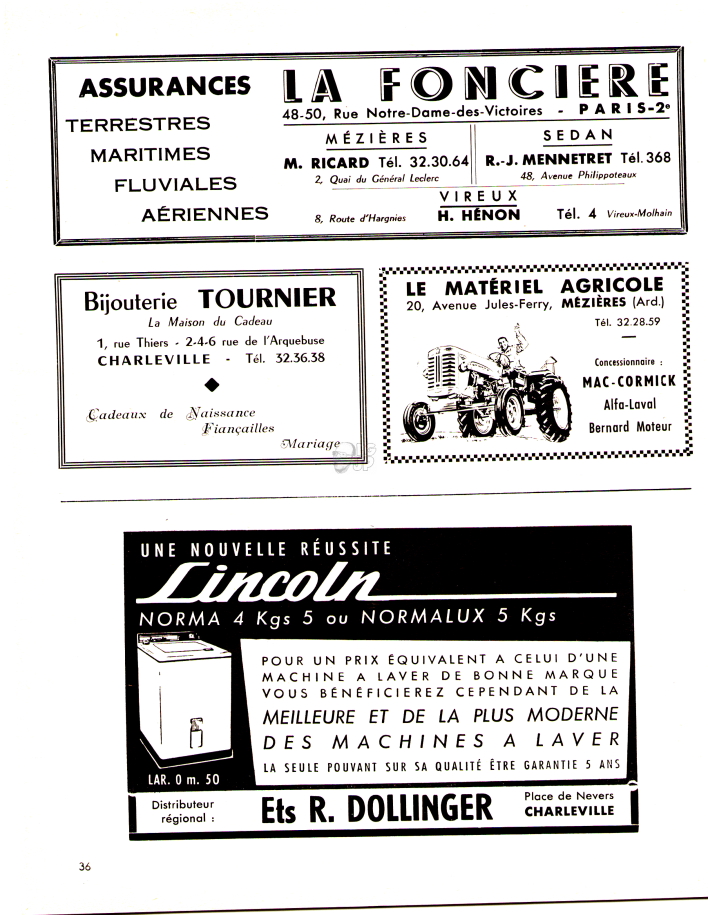 ASSURANCES
TERRESTRES
MARITIMES
FLUVIALES
AÉRIENNES
LA FONCIERE
48-50, Rue Notre-Dame-des-Victoires - PARIS-2e
MÉZIÈRES
M. RICARD Tél. 32.30.64
2, Quai du Général Leclerc
SEDAN
R.-J. MENNETRET Tél. 368
48, Avenue Philippoteaux
VIREUX
8, Route d'Hargnies H. HÉNON Tél. 4 Vireux-Molhain
Bijouterie TOURNIER
La Maison du Cadeau
1, rue Thiers - 2-4-6 rue de l'Arquebuse
CHARLEVILLE - Tél. 32.36.38
Cadeaux de Naissance
Fiançailles
Mariage
LE MATÉRIEL AGRICOLE
20, Avenue Jules-Ferry, MÉZIÈRES (Ard.)
Tél. 32.28.59
Concessionnaire :
MAC-CORMICK
Alfa-Laval
Bernard Moteur
UNE NOUVELLE RÉUSSITE
Lincoln
NORMA 4 Kgs 5 ou NORMALUX 5 Kgs
POUR UN PRIX ÉQUIVALENT A CELUI D'UNE
MACHINE A LAVER DE BONNE MARQUE
VOUS BÉNÉFICIEREZ CEPENDANT DE LA
MEILLEURE ET DE LA PLUS MODERNE
DES MACHINES A LAVER
LA SEULE POUVANT SUR SA QUALITÉ ÊTRE GARANTIE 5 ANS
LAR. 0 m. 50
Distributeur
régional :
Ets R. DOLLINGER
Place de Nevers
CHARLEVILLE
36